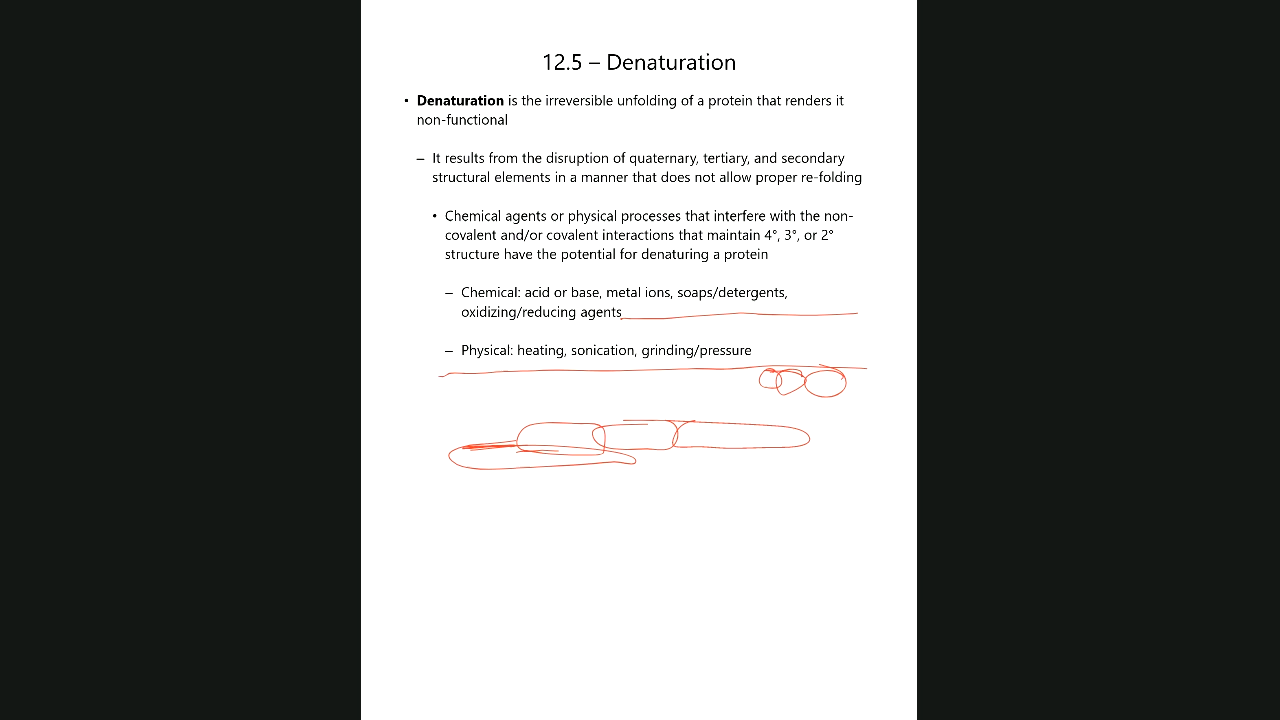 12.5 – Denaturation
• Denaturation is the irreversible unfolding of a protein that renders it
non-functional
– It results from the disruption of quaternary, tertiary, and secondary
structural elements in a manner that does not allow proper re-folding
• Chemical agents or physical processes that interfere with the non-
covalent and/or covalent interactions that maintain 4°, 3°, or 2°
structure have the potential for denaturing a protein
– Chemical: acid or base, metal ions, soaps/detergents,
oxidizing/reducing agents
– Physical: heating, sonication, grinding/pressure